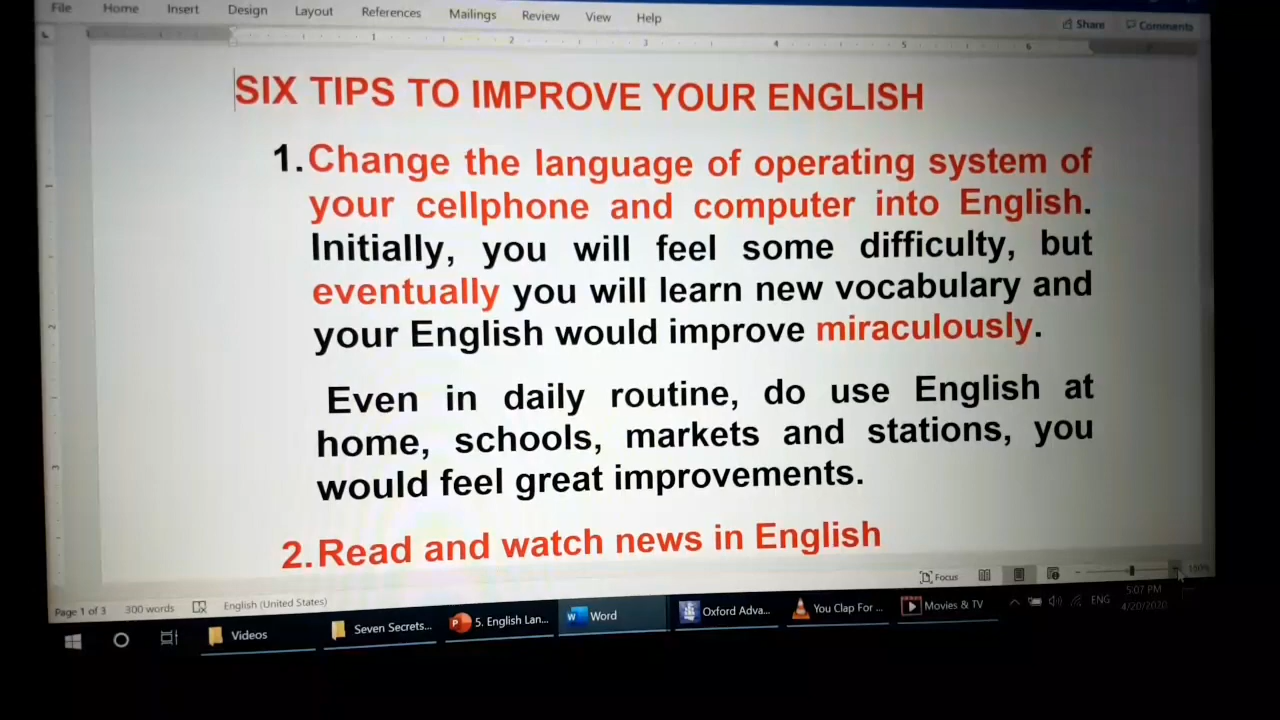 File Home Insert Design Layout References Mailings Review View Help
Share Comments
SIX TIPS TO IMPROVE YOUR ENGLISH
1. Change the language of operating system of
your cellphone and computer into English.
Initially, you will feel some difficulty, but
eventually you will learn new vocabulary and
your English would improve miraculously.
Even in daily routine, do use English at
home, schools, markets and stations, you
would feel great improvements.
2. Read and watch news in English
Focus
Page 1 of 3 300 words English (United States)
Videos Seven Secrets... 5. English Lan... Word Oxford Adva... You Clap For ... Movies & TV ENG
5:07 PM
4/20/2020